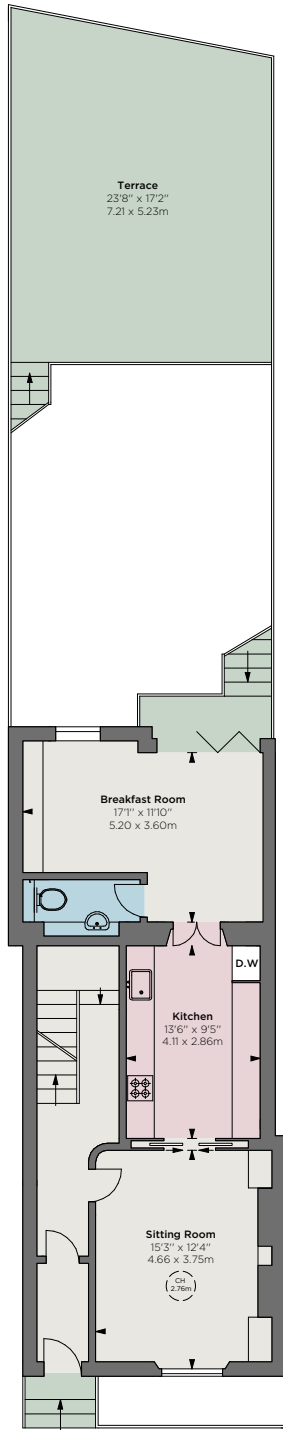 Terrace
23'8" x 17'2"
7.21 x 5.23m
Breakfast Room
17'1" x 11'10"
5.20 x 3.60m
D.W
Kitchen
13'6" x 9'5"
4.11 x 2.86m
Sitting Room
15'3" x 12'4"
4.66 x 3.75m
CH
2.76m